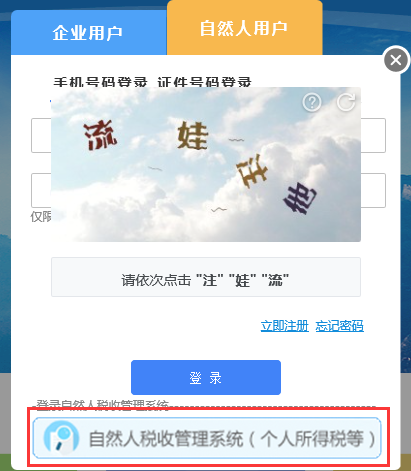 企业用户 自然人用户
手机号码登录 证件号码登录
流 娃 注 他
仅限
请依次点击 "注" "娃" "流"
立即注册 忘记密码
登 录
登录自然人税收管理系统
自然人税收管理系统（个人所得税等）